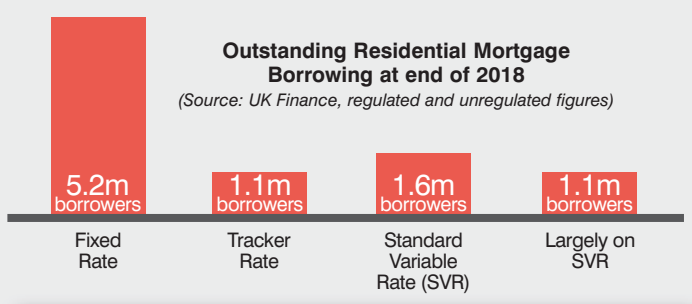 Outstanding Residential Mortgage
Borrowing at end of 2018
(Source: UK Finance, regulated and unregulated figures)
5.2m
borrowers
1.1m
borrowers
1.6m
borrowers
1.1m
borrowers
Fixed
Rate
Tracker
Rate
Standard
Variable
Rate (SVR)
Largely on
SVR